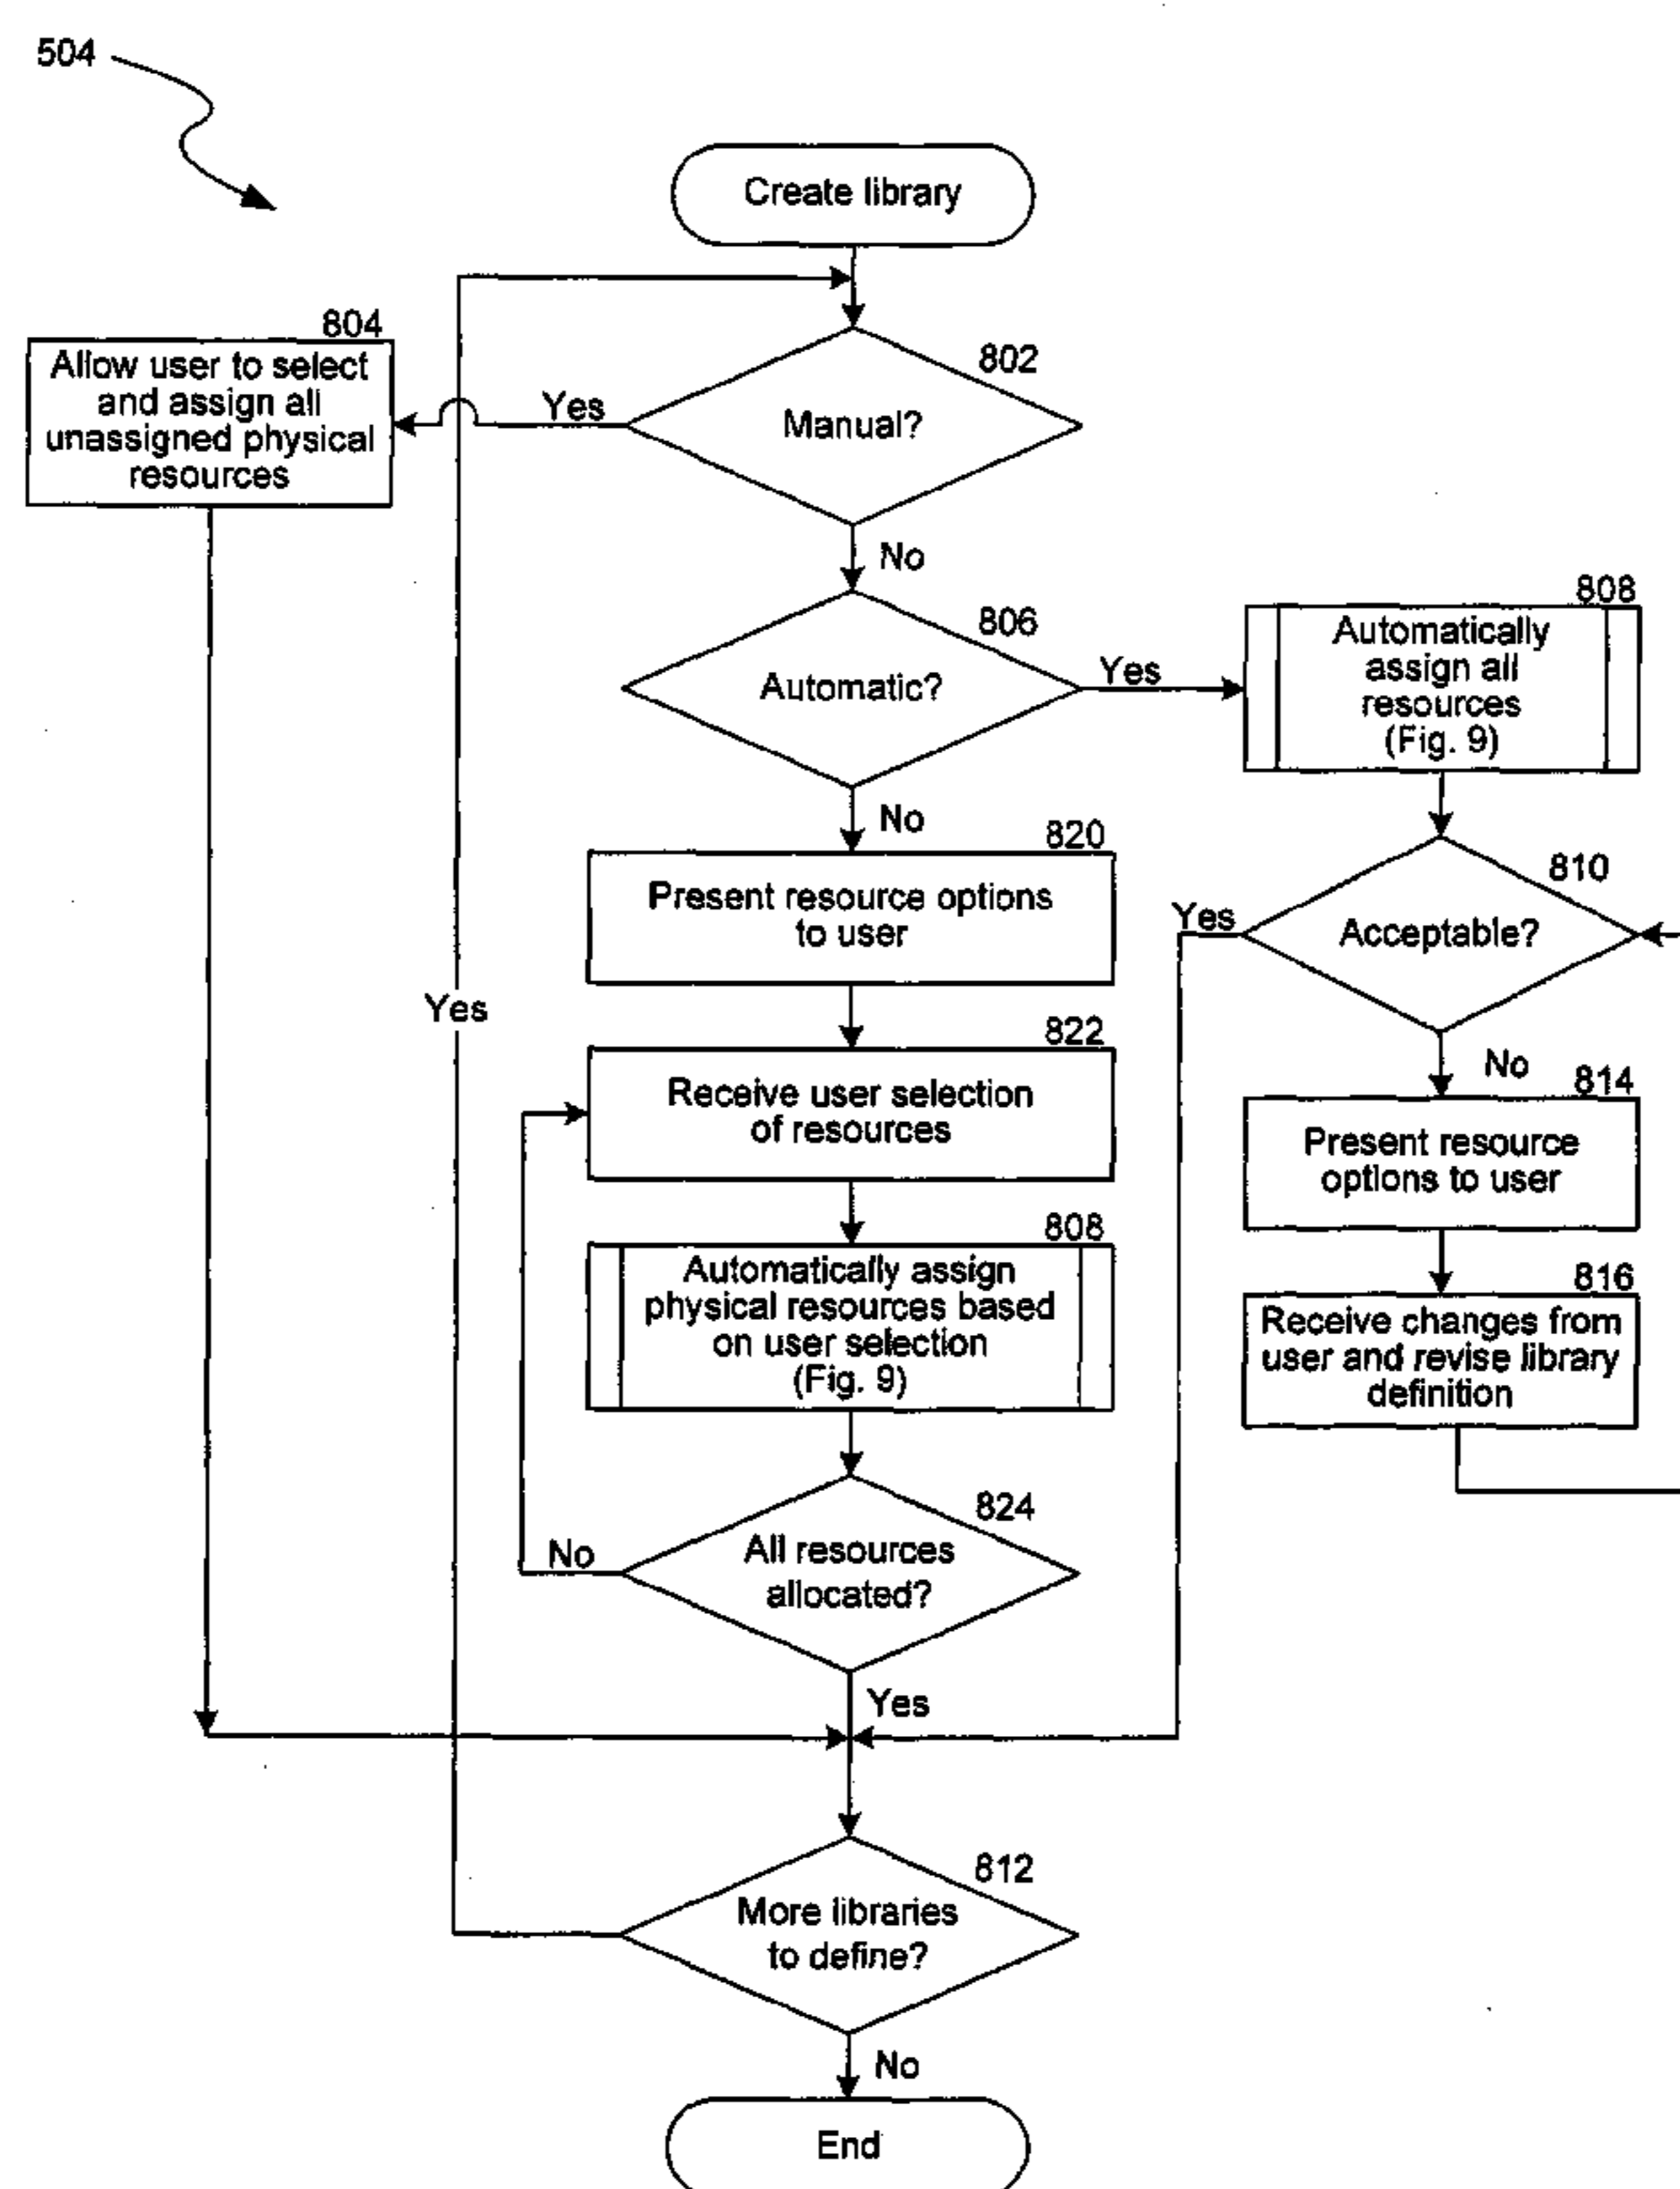 504
Create library
804
Allow user to select
and assign all
unassigned physical
resources
Yes
802
Manual?
No
806
Automatic?
Yes
808
Automatically
assign all
resources
(Fig. 9)
No
820
Present resource options
to user
810
Acceptable?
Yes
Yes
822
Receive user selection
of resources
No
814
Present resource
options to user
808
Automatically assign
physical resources based
on user selection
(Fig. 9)
816
Receive changes from
user and revise library
definition
824
All resources
allocated?
No
Yes
812
More libraries
to define?
No
End